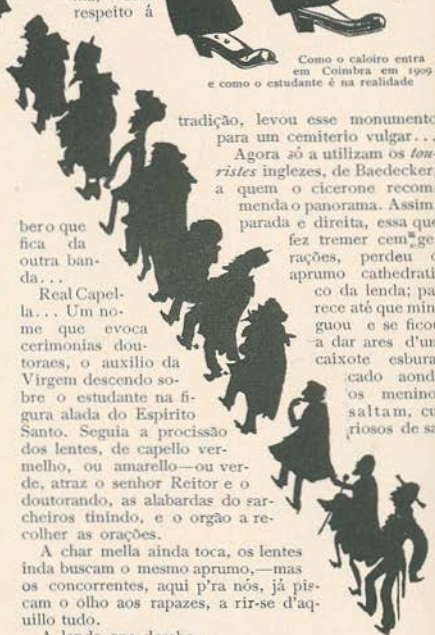 respeito á
Como o caloiro entra
em Coimbra em 1909
e como o estudante é na realidade
bero que
fica da
outra ban-
da...
Real Capel-
la... Um no-
me que evoca
cerimonias dou-
toraes, o auxilio da
Virgem descendo so-
bre o estudante na fi-
gura alada do Espirito
Santo. Seguia a procissão
dos lentes, de capello ver-
melho, ou amarello—ou ver-
de, atraz o senhor Reitor e o
doutorando, as alabardas do sar-
cheiros tinindo, e o orgão a re-
colher as orações.
A char mella ainda toca, os lentes
inda buscam o mesmo aprumo,—mas
os concorrentes, aqui p'ra nós, já pis-
cam o olho aos rapazes, a rir-se d'aq-
uillo tudo.
A lenda que
tradição, levou esse monumento
para um cemiterio vulgar...
Agora só a utilizam os tou-
ristes inglezes, de Baedecker,
a quem o cicerone recom-
menda o panorama. Assim
parada e direita, essa que
fez tremer cem ge-
rações, perdeu o
aprumo cathedrati-
co da lenda; pa-
rece até que min-
guou e se ficou
a dar ares d'um
caixote esbura-
cado aond
os menino
saltam, cu
riosos de sa